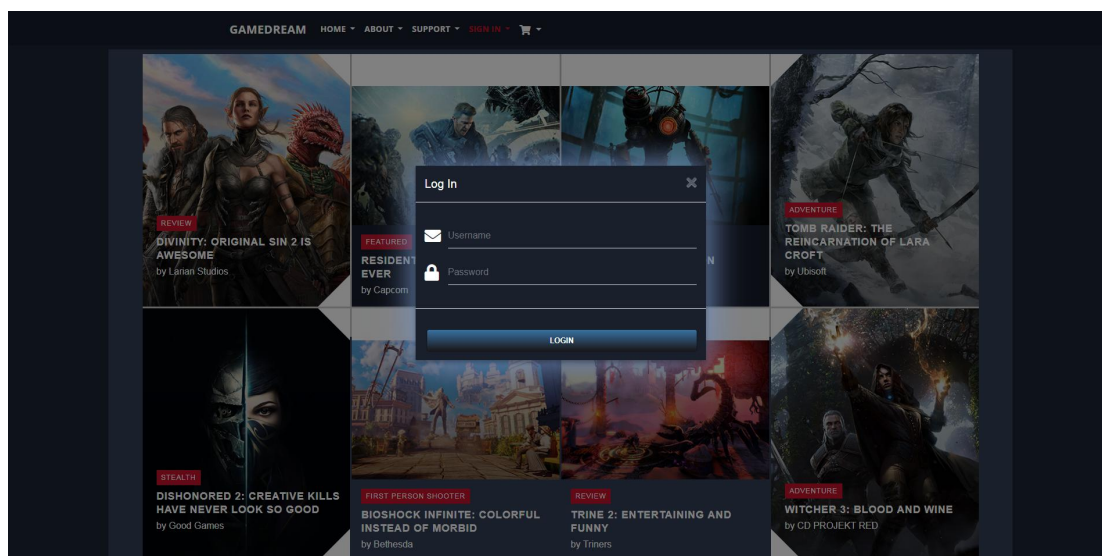 GAMEDREAM HOME ABOUT SUPPORT SIGN IN
REVIEW
DIVINITY: ORIGINAL SIN 2 IS
AWESOME
by Larian Studios
FEATURED
RESIDENT
EVER
by Capcom
N
ADVENTURE
TOMB RAIDER: THE
REINCARNATION OF LARA
CROFT
by Ubisoft
Log In
Username
Password
LOGIN
STEALTH
DISHONORED 2: CREATIVE KILLS
HAVE NEVER LOOK SO GOOD
by Good Games
FIRST PERSON SHOOTER
BIOSHOCK INFINITE: COLORFUL
INSTEAD OF MORBID
by Bethesda
REVIEW
TRINE 2: ENTERTAINING AND
FUNNY
by Triners
ADVENTURE
WITCHER 3: BLOOD AND WINE
by CD PROJEKT RED